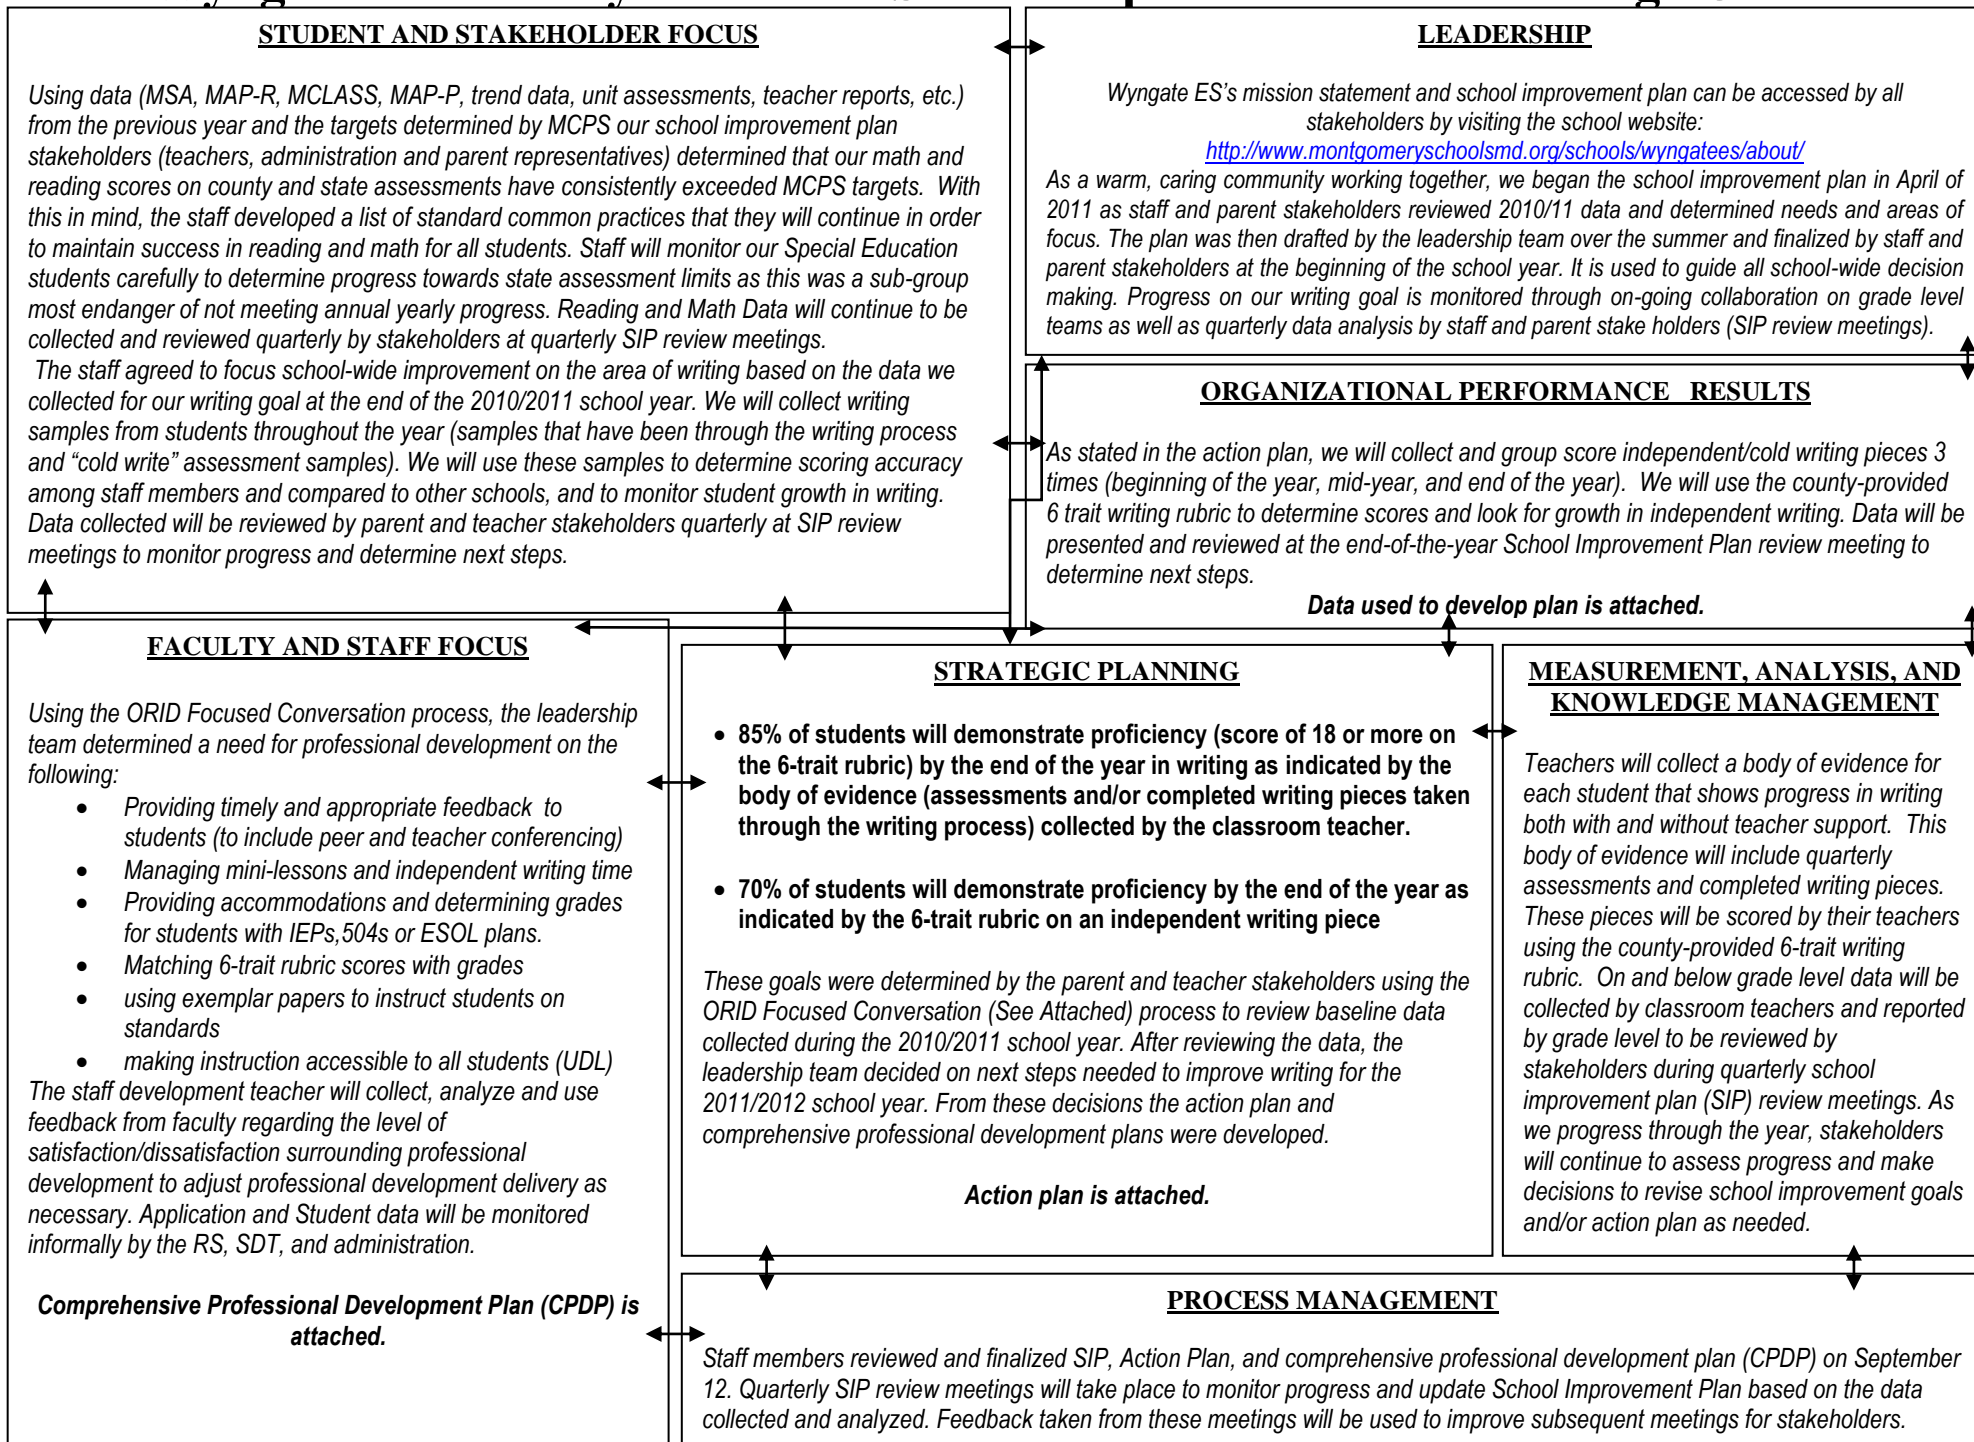 STUDENT AND STAKEHOLDER FOCUS
Using data (MSA, MAP-R, MCLASS, MAP-P, trend data, unit assessments, teacher reports, etc.)
from the previous year and the targets determined by MCPS our school improvement plan
stakeholders (teachers, administration and parent representatives) determined that our math and
reading scores on county and state assessments have consistently exceeded MCPS targets.  With
this in mind, the staff developed a list of standard common practices that they will continue in order
to maintain success in reading and math for all students. Staff will monitor our Special Education
students carefully to determine progress towards state assessment limits as this was a sub-group
most endanger of not meeting annual yearly progress. Reading and Math Data will continue to be
collected and reviewed quarterly by stakeholders at quarterly SIP review meetings.
The staff agreed to focus school-wide improvement on the area of writing based on the data we
collected for our writing goal at the end of the 2010/2011 school year. We will collect writing
samples from students throughout the year (samples that have been through the writing process
and “cold write” assessment samples). We will use these samples to determine scoring accuracy
among staff members and compared to other schools, and to monitor student growth in writing.
Data collected will be reviewed by parent and teacher stakeholders quarterly at SIP review
meetings to monitor progress and determine next steps.
LEADERSHIP
Wyngate ES’s mission statement and school improvement plan can be accessed by all
stakeholders by visiting the school website:
http://www.montgomeryschoolsmd.org/schools/wyngatees/about/
As a warm, caring community working together, we began the school improvement plan in April of
2011 as staff and parent stakeholders reviewed 2010/11 data and determined needs and areas of
focus. The plan was then drafted by the leadership team over the summer and finalized by staff and
parent stakeholders at the beginning of the school year. It is used to guide all school-wide decision
making. Progress on our writing goal is monitored through on-going collaboration on grade level
teams as well as quarterly data analysis by staff and parent stake holders (SIP review meetings).
ORGANIZATIONAL PERFORMANCE   RESULTS
As stated in the action plan, we will collect and group score independent/cold writing pieces 3
times (beginning of the year, mid-year, and end of the year).  We will use the county-provided
6 trait writing rubric to determine scores and look for growth in independent writing. Data will be
presented and reviewed at the end-of-the-year School Improvement Plan review meeting to
determine next steps.
Data used to develop plan is attached.
FACULTY AND STAFF FOCUS
Using the ORID Focused Conversation process, the leadership
team determined a need for professional development on the
following:
• Providing timely and appropriate feedback  to
students (to include peer and teacher conferencing)
• Managing mini-lessons and independent writing time
• Providing accommodations and determining grades
for students with IEPs,504s or ESOL plans.
• Matching 6-trait rubric scores with grades
• using exemplar papers to instruct students on
standards
• making instruction accessible to all students (UDL)
The staff development teacher will collect, analyze and use
feedback from faculty regarding the level of
satisfaction/dissatisfaction surrounding professional
development to adjust professional development delivery as
necessary. Application and Student data will be monitored
informally by the RS, SDT, and administration.
Comprehensive Professional Development Plan (CPDP) is
attached.
STRATEGIC PLANNING
• 85% of students will demonstrate proficiency (score of 18 or more on
the 6-trait rubric) by the end of the year in writing as indicated by the
body of evidence (assessments and/or completed writing pieces taken
through the writing process) collected by the classroom teacher.
• 70% of students will demonstrate proficiency by the end of the year as
indicated by the 6-trait rubric on an independent writing piece
These goals were determined by the parent and teacher stakeholders using the
ORID Focused Conversation (See Attached) process to review baseline data
collected during the 2010/2011 school year. After reviewing the data, the
leadership team decided on next steps needed to improve writing for the
2011/2012 school year. From these decisions the action plan and
comprehensive professional development plans were developed.
Action plan is attached.
MEASUREMENT, ANALYSIS, AND
KNOWLEDGE MANAGEMENT
Teachers will collect a body of evidence for
each student that shows progress in writing
both with and without teacher support.  This
body of evidence will include quarterly
assessments and completed writing pieces.
These pieces will be scored by their teachers
using the county-provided 6-trait writing
rubric.  On and below grade level data will be
collected by classroom teachers and reported
by grade level to be reviewed by
stakeholders during quarterly school
improvement plan (SIP) review meetings. As
we progress through the year, stakeholders
will continue to assess progress and make
decisions to revise school improvement goals
and/or action plan as needed.
PROCESS MANAGEMENT
Staff members reviewed and finalized SIP, Action Plan, and comprehensive professional development plan (CPDP) on September
12. Quarterly SIP review meetings will take place to monitor progress and update School Improvement Plan based on the data
collected and analyzed. Feedback taken from these meetings will be used to improve subsequent meetings for stakeholders.